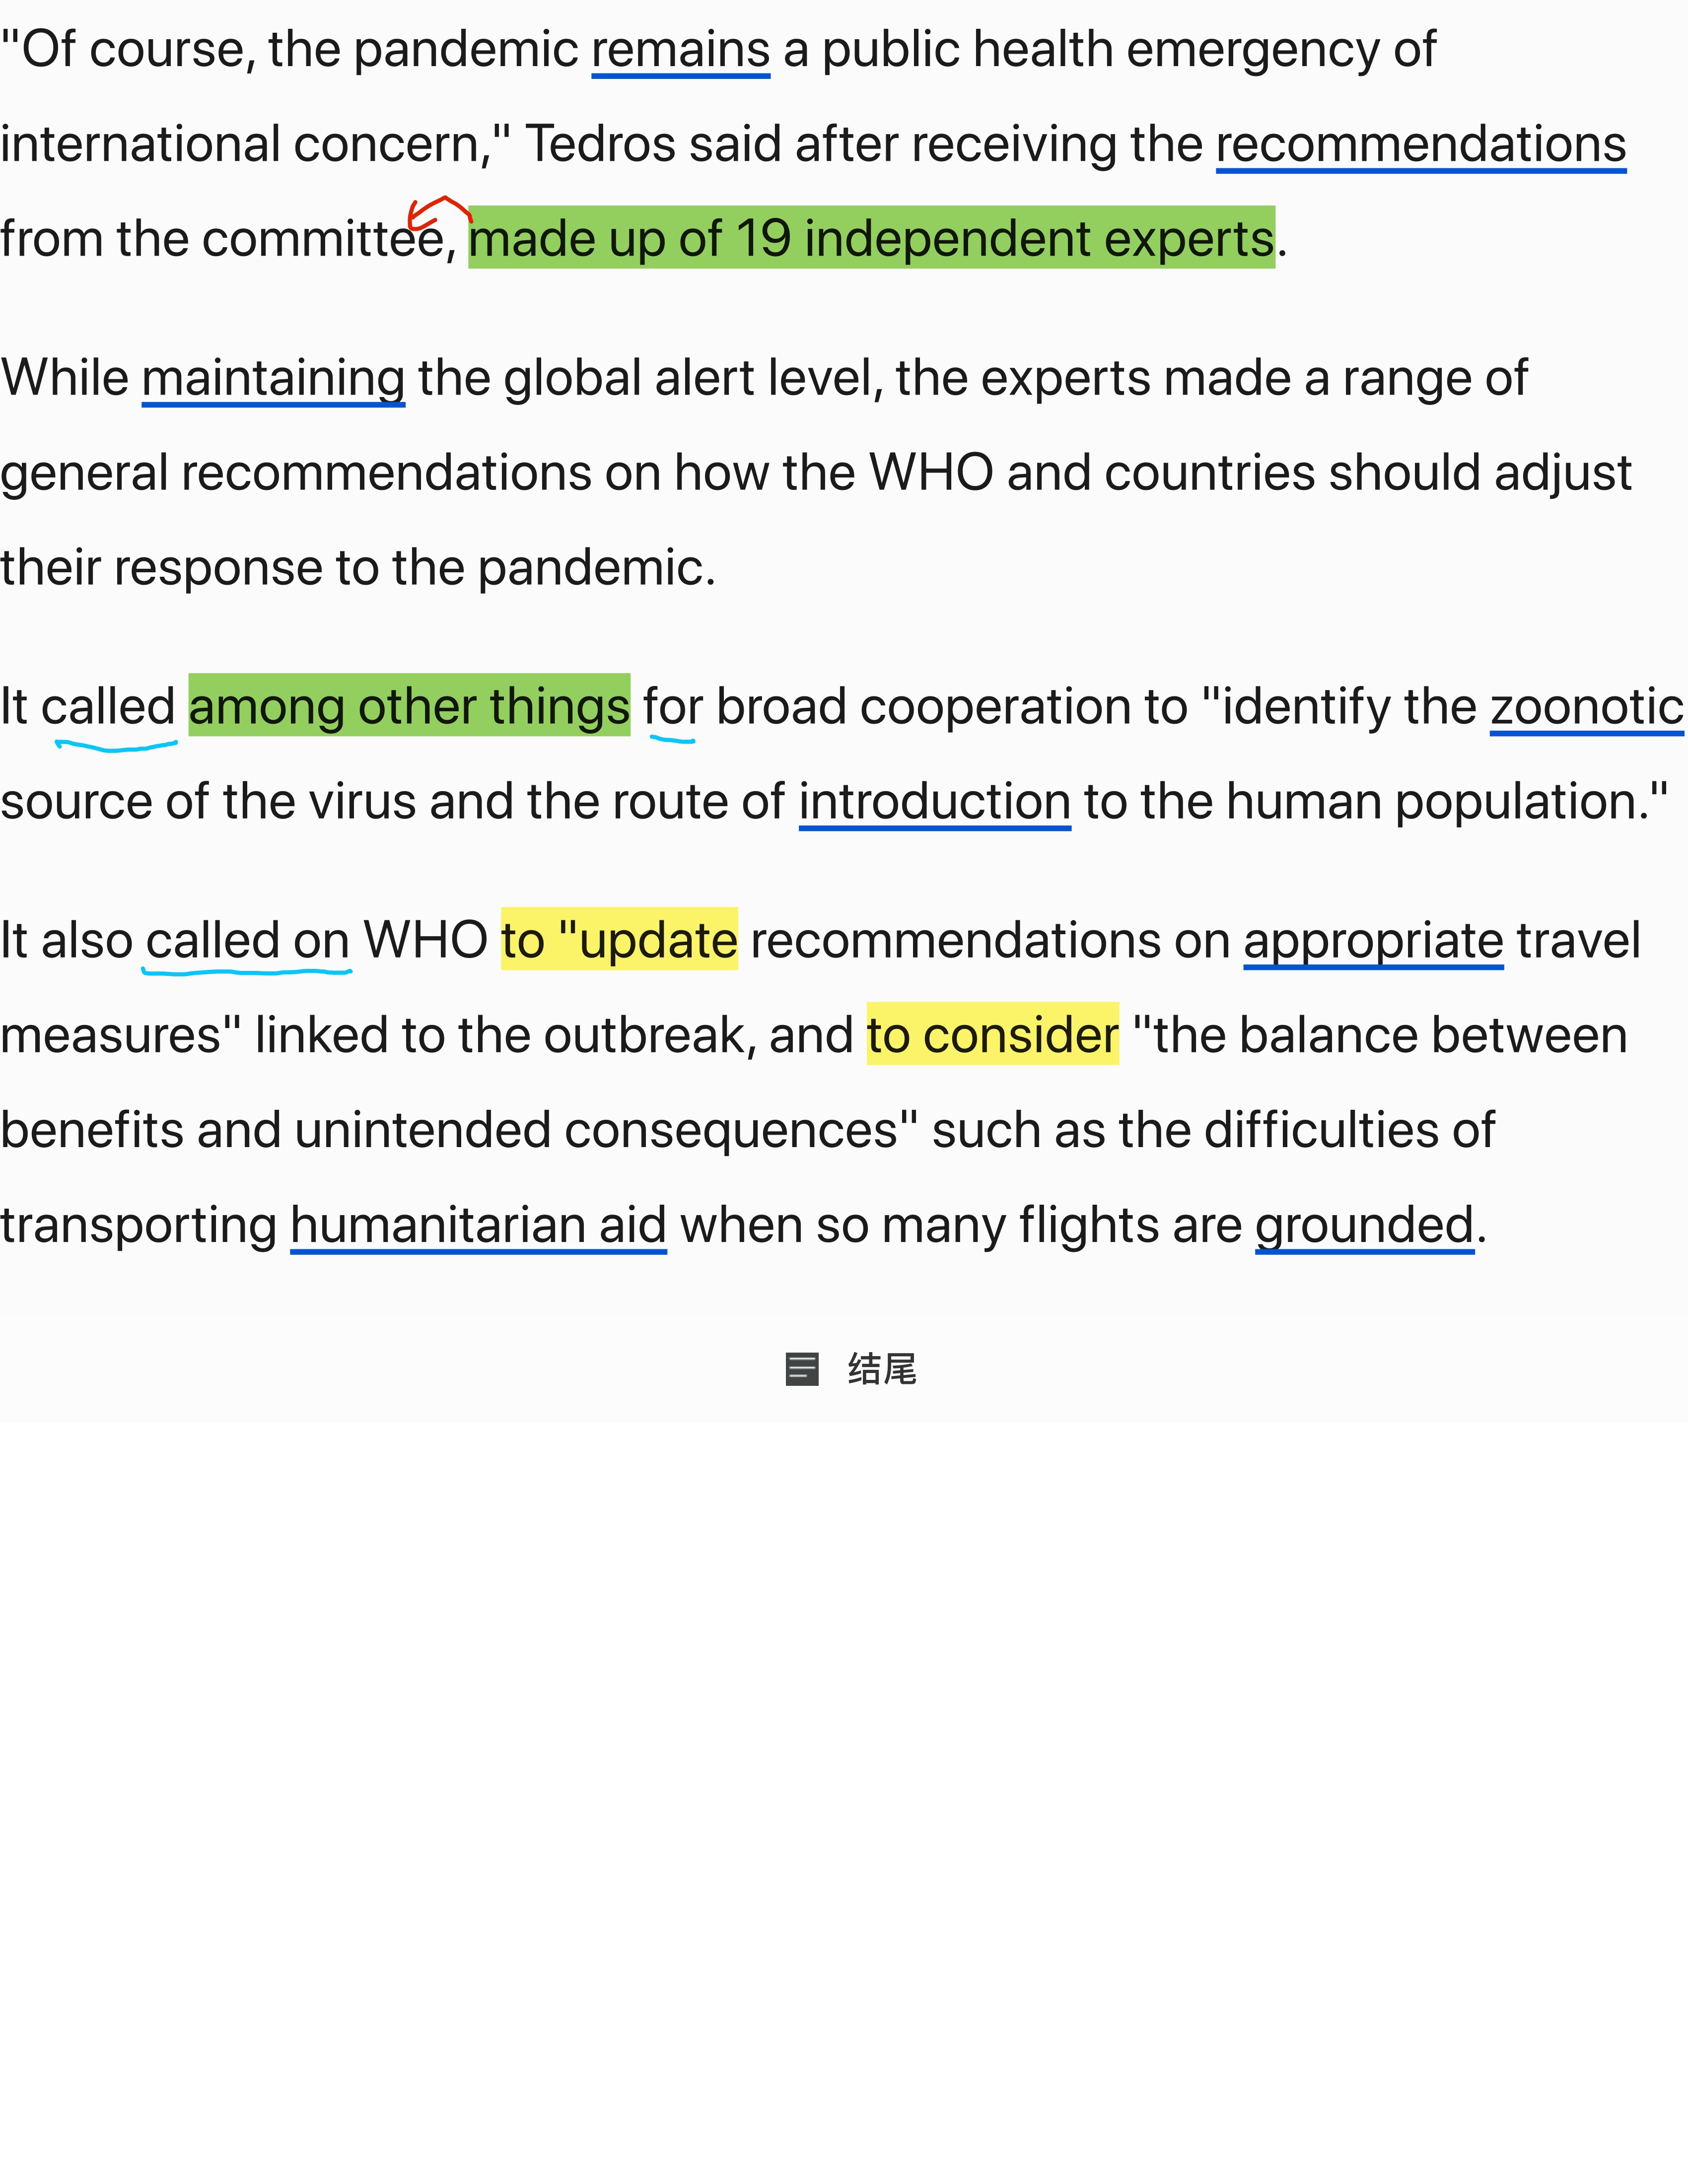 "Of course, the pandemic remains a public health emergency of
international concern," Tedros said after receiving the recommendations
from the committee, made up of 19 independent experts.
While maintaining the global alert level, the experts made a range of
general recommendations on how the WHO and countries should adjust
their response to the pandemic.
It called among other things for broad cooperation to "identify the zoonotic
source of the virus and the route of introduction to the human population."
It also called on WHO to "update recommendations on appropriate travel
measures" linked to the outbreak, and to consider "the balance between
benefits and unintended consequences" such as the difficulties of
transporting humanitarian aid when so many flights are grounded.
结尾